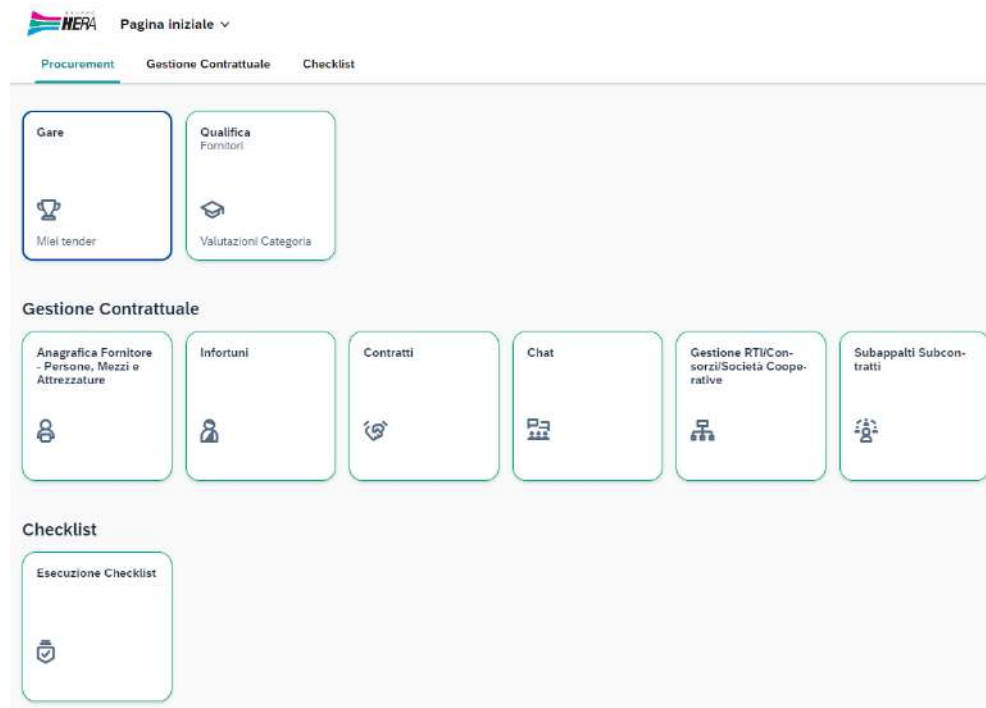 GRUPPO
HERA
Pagina iniziale
Procurement Gestione Contrattuale Checklist
Gare
Qualifica
Fornitori
Miei tender
Valutazioni Categoria
Gestione Contrattuale
Anagrafica Fornitore
- Persone, Mezzi e
Attrezzature
Infortuni
Contratti
Chat
Gestione RTI/Con-
sorzi/Società Coope-
rative
Subappalti Subcon-
tratti
Checklist
Esecuzione Checklist